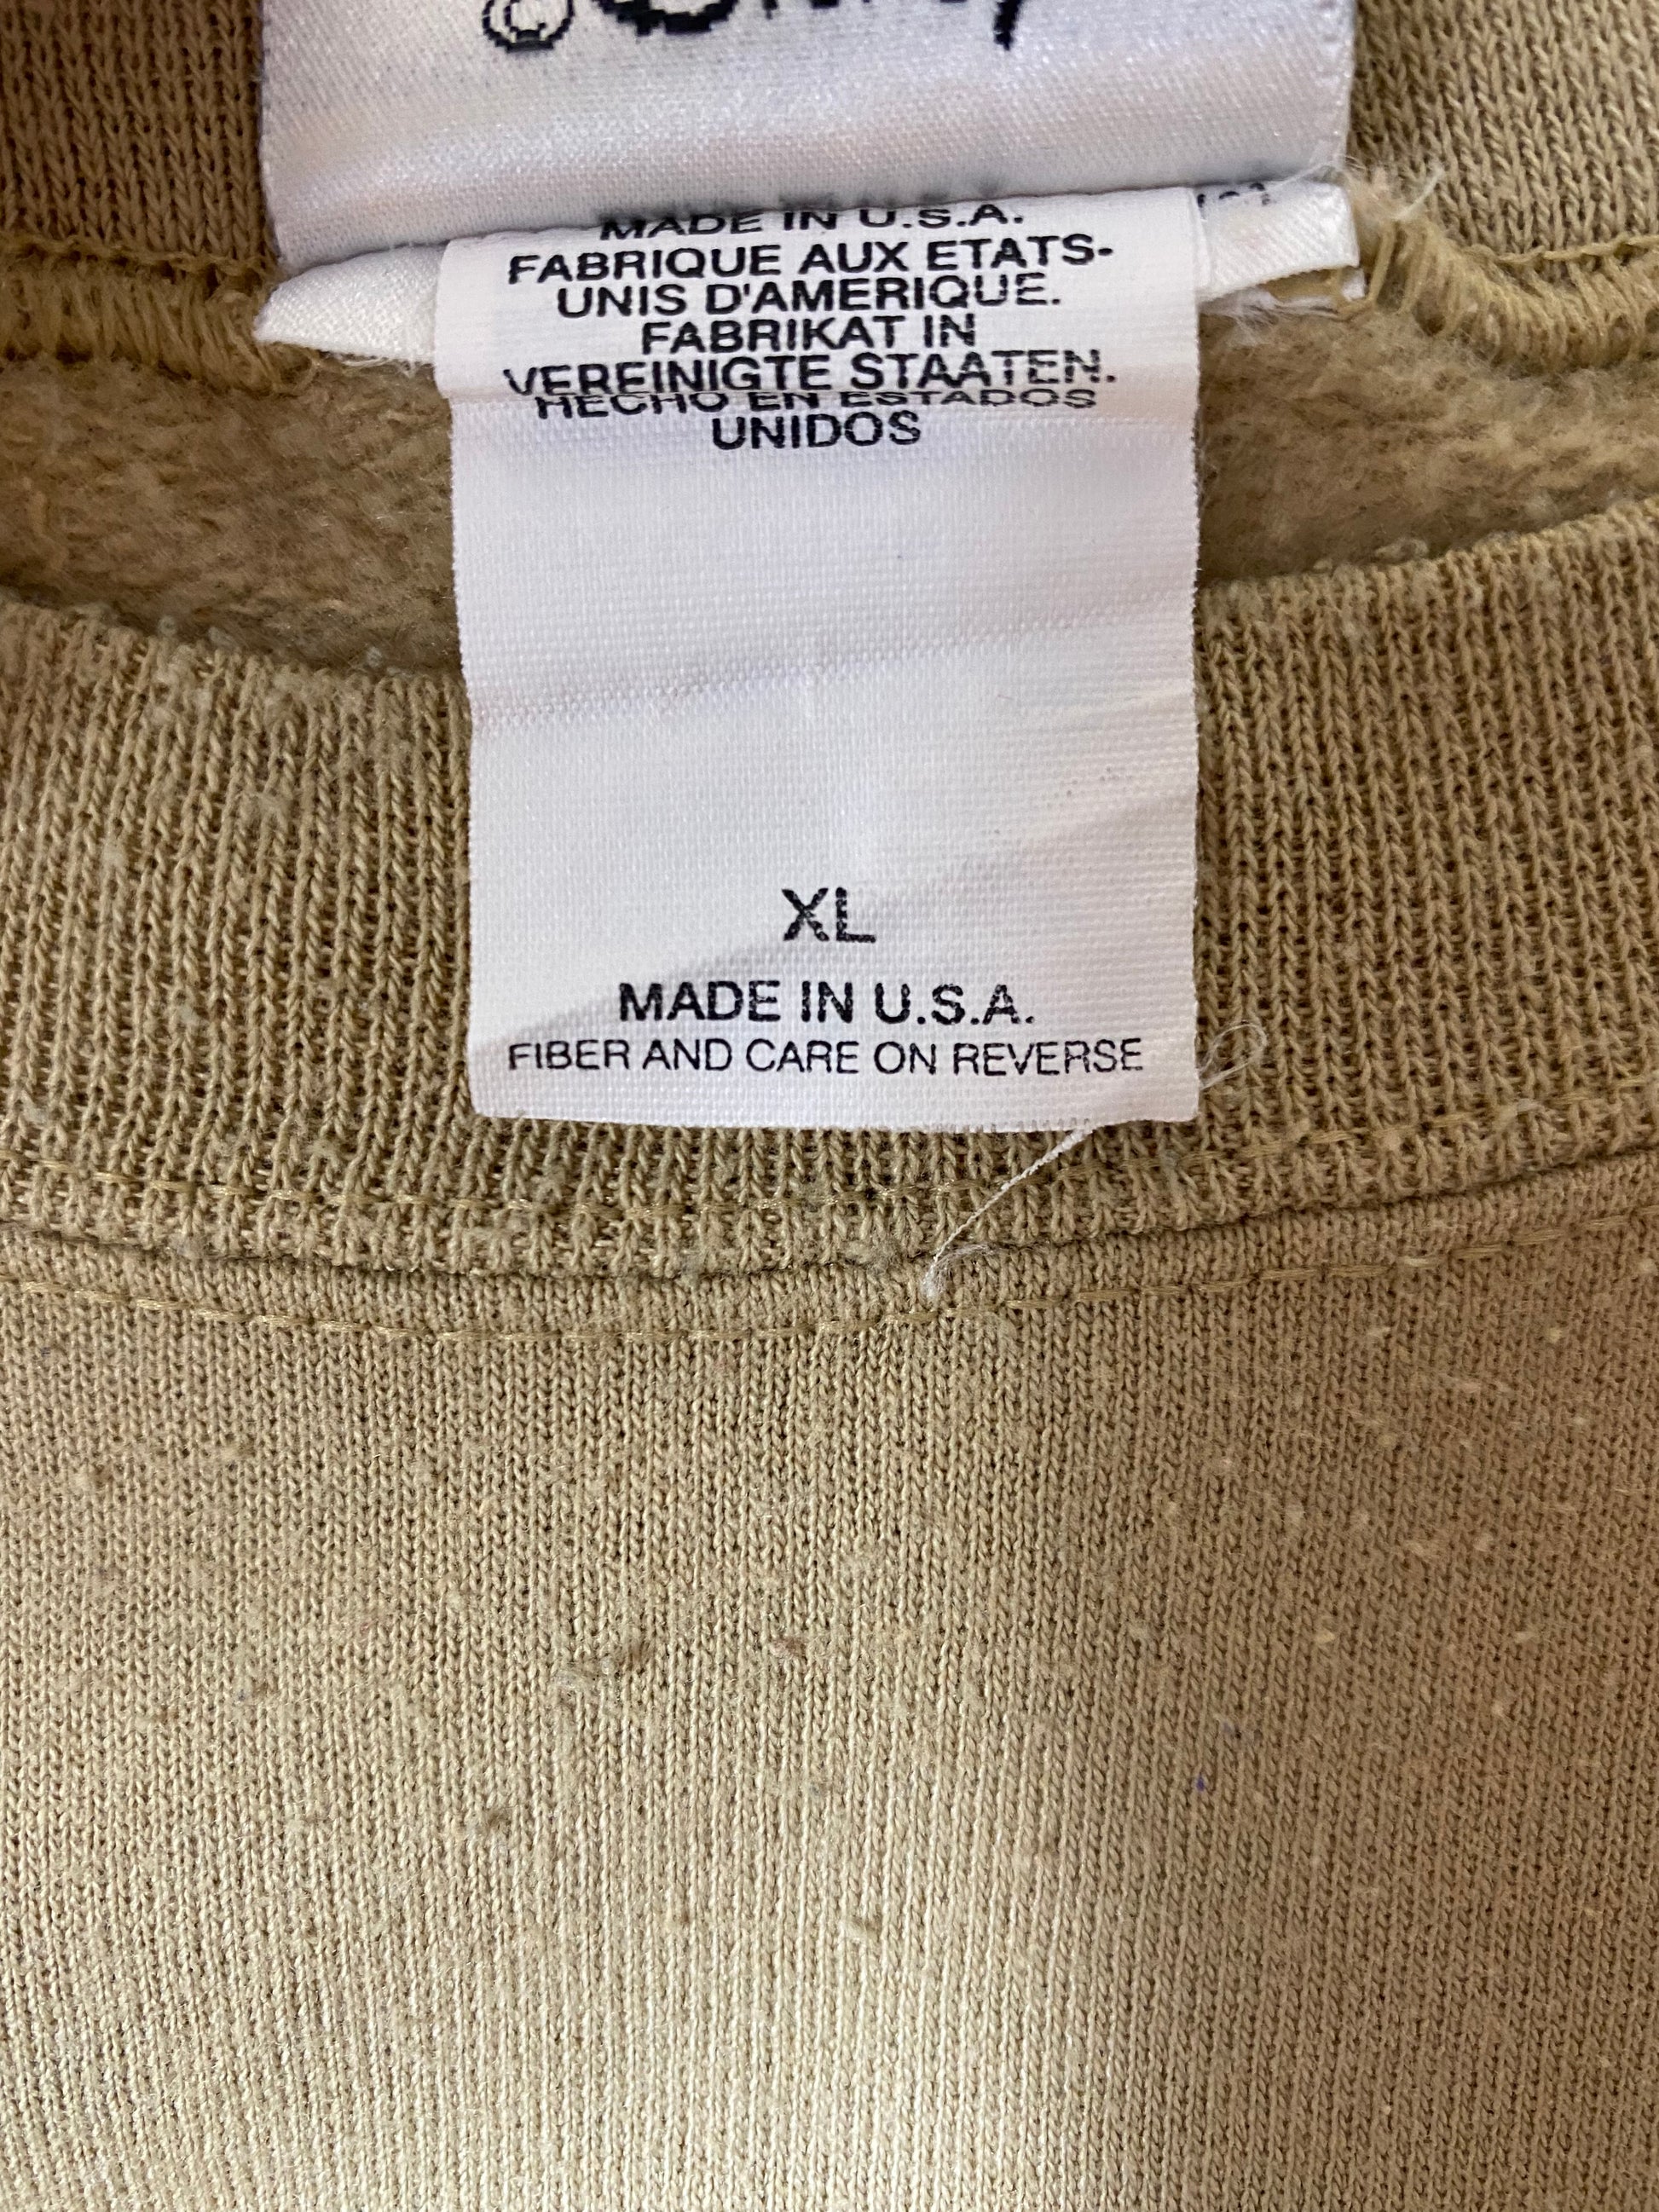 MADE IN U.S.A.
FABRIQUE AUX ETATS-
UNIS D'AMERIQUE.
FABRIKAT IN
VEREINIGTE STAATEN.
HECHO EN ESTADOS
UNIDOS
XL
MADE IN U.S.A.
FIBER AND CARE ON REVERSE